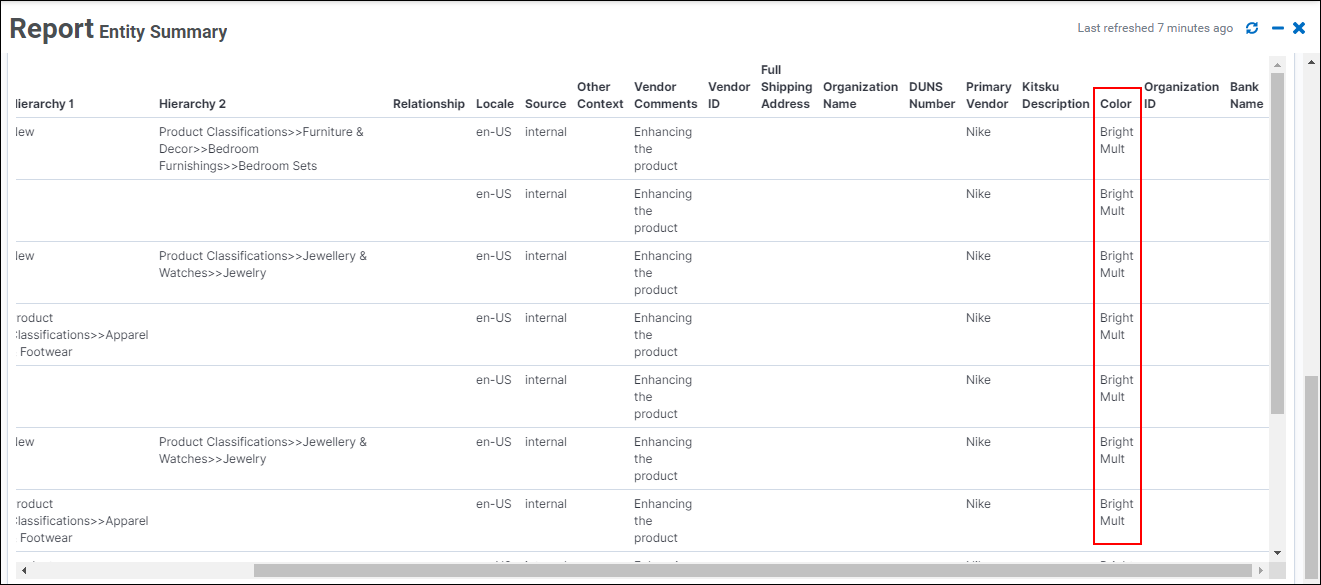 Report Entity Summary
Last refreshed 7 minutes ago
Hierarchy 1 Hierarchy 2 Relationship Locale Source Other Context Vendor Comments Vendor ID Full Shipping Address Organization Name DUNS Number Primary Vendor Kitsku Description Color Organization ID Bank Name
lew Product Classifications>>Furniture & en-US internal Enhancing Nike Bright
Decor>>Bedroom the Mult
Furnishings>>Bedroom Sets product
en-US internal Enhancing Nike Bright
the Mult
product
lew Product Classifications>>Jewellery & en-US internal Enhancing Nike Bright
Watches>>Jewelry the Mult
product
roduct en-US internal Enhancing Nike Bright
lassifications>>Apparel the Mult
Footwear product
en-US internal Enhancing Nike Bright
the Mult
product
lew Product Classifications>>Jewellery & en-US internal Enhancing Nike Bright
Watches>>Jewelry the Mult
product
roduct en-US internal Enhancing Nike Bright
lassifications>>Apparel the Mult
Footwear product